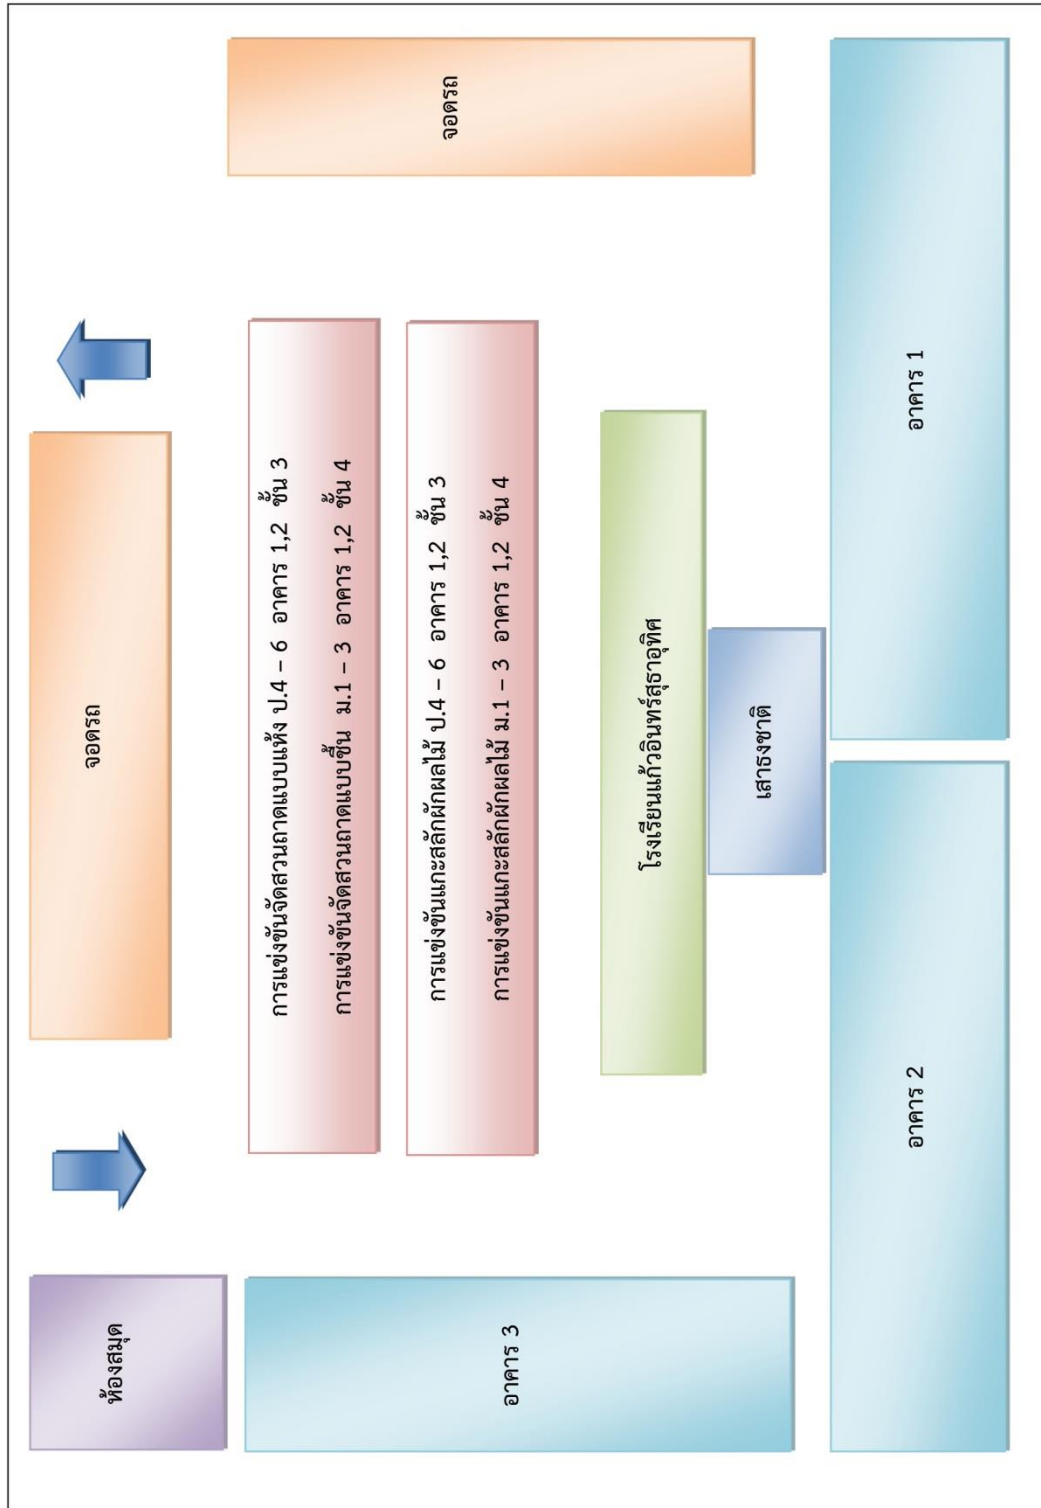 ห้องสมุด
จอดรถ
จอดรถ
อาคาร 3
การแข่งขันจัดสวนถาดแบบแห้ง ป.4 – 6 อาคาร 1,2 ชั้น 3
การแข่งขันจัดสวนถาดแบบชื้น ม.1 – 3 อาคาร 1,2 ชั้น 4
การแข่งขันแกะสลักผักผลไม้ ป.4 – 6 อาคาร 1,2 ชั้น 3
การแข่งขันแกะสลักผักผลไม้ ม.1 – 3 อาคาร 1,2 ชั้น 4
โรงเรียนแก้วอินทร์สุธาอุทิศ
เสาธงชาติ
อาคาร 2
อาคาร 1